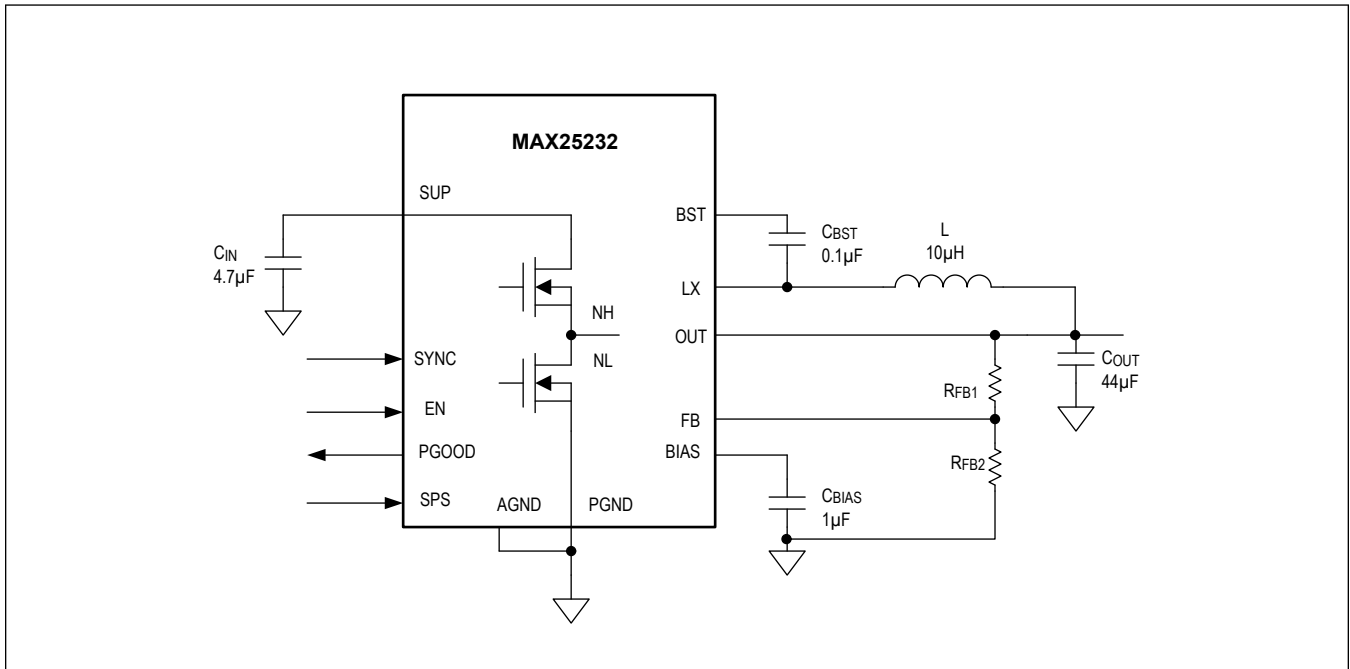 MAX25232
SUP
CIN
4.7µF
NH
NL
SYNC
EN
PGOOD
SPS
AGND
PGND
BST
LX
OUT
FB
BIAS
CBST
0.1µF
L
10µH
COUT
44µF
RFB1
RFB2
CBIAS
1µF